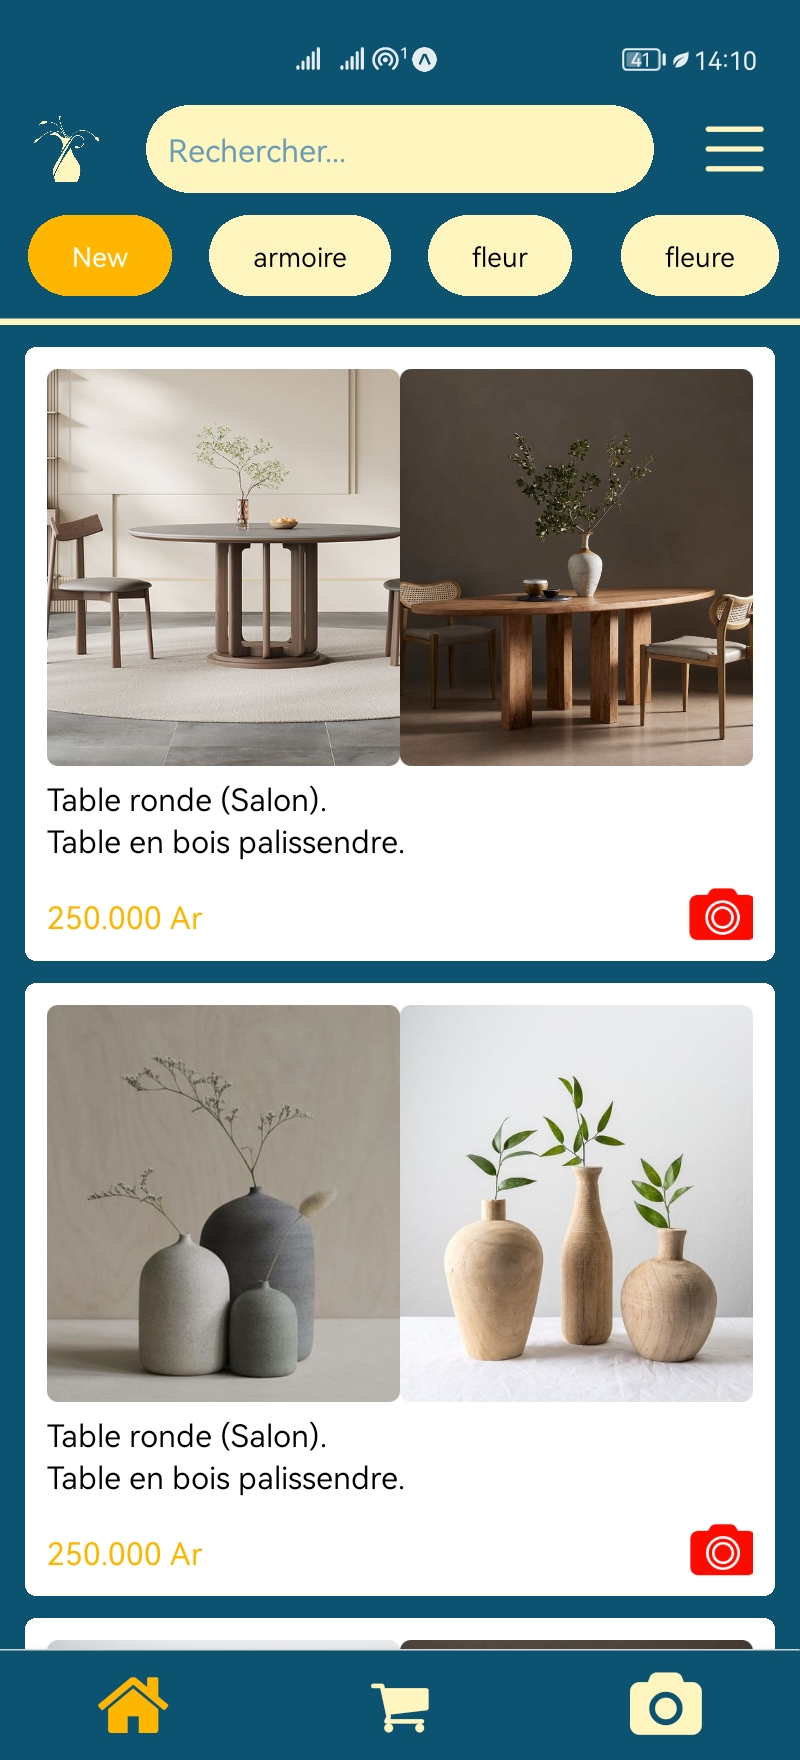 1
41
14:10
Rechercher...
New
armoire
fleur
fleure
Table ronde (Salon).
Table en bois palissendre.
250.000 Ar
Table ronde (Salon).
Table en bois palissendre.
250.000 Ar